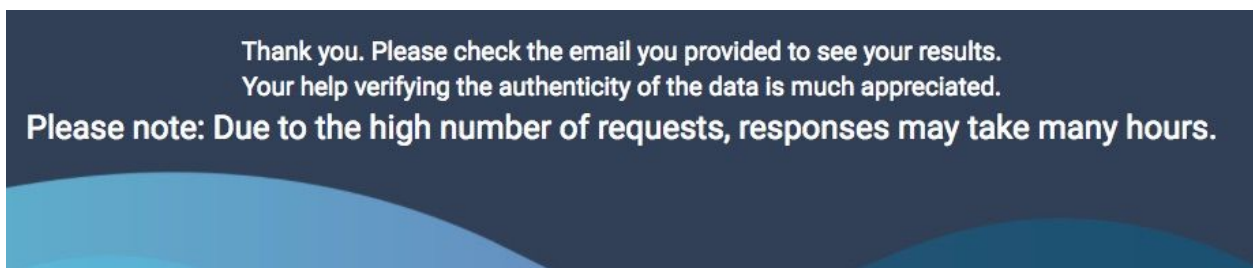 Thank you. Please check the email you provided to see your results.
Your help verifying the authenticity of the data is much appreciated.
Please note: Due to the high number of requests, responses may take many hours.